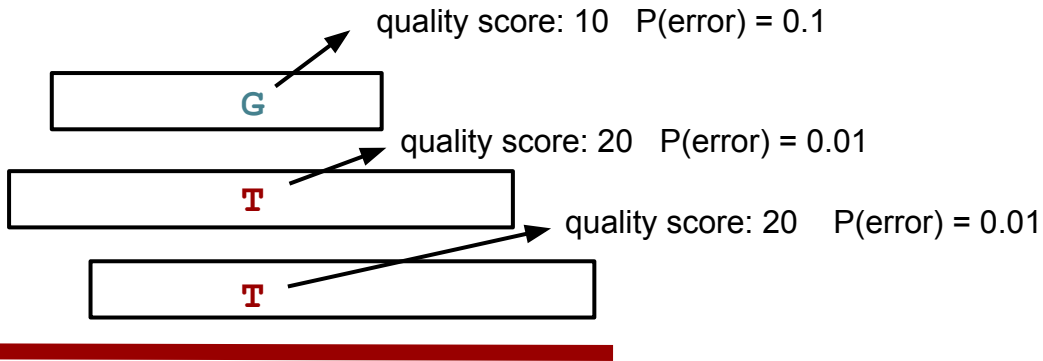 quality score: 10 P(error) = 0.1
G
quality score: 20 P(error) = 0.01
T
quality score: 20 P(error) = 0.01
T